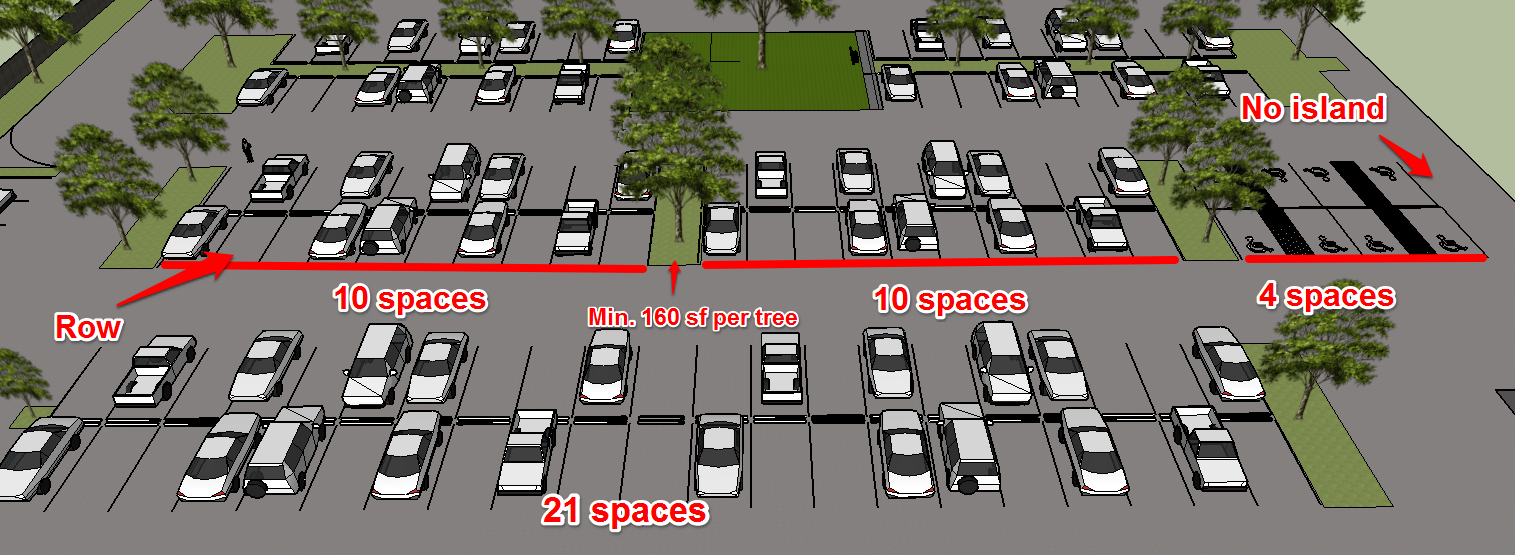 No island
Row
10 spaces
Min. 160 sf per tree
10 spaces
4 spaces
21 spaces